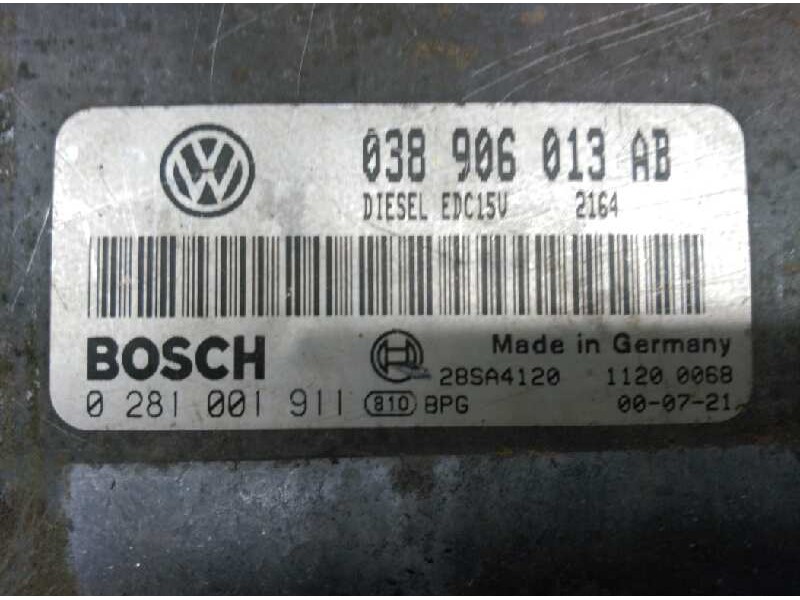 038 906 013 AB
DIESEL EDC15V 2164
BOSCH
Made in Germany
28SA4120 1120 0068
0 281 001 911 810 BPG 00-07-21